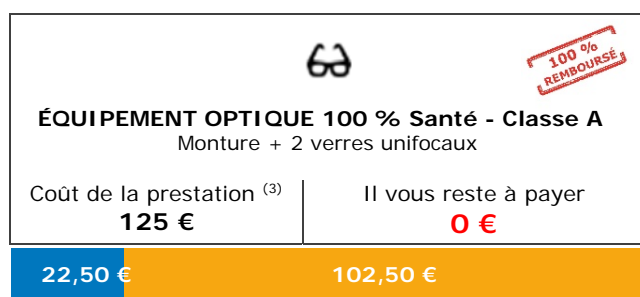 100 %
REMBOURSÉ
ÉQUIPEMENT OPTIQUE 100 % Santé - Classe A
Monture + 2 verres unifocaux
Coût de la prestation (3)
125 €
Il vous reste à payer
0 €
22,50 €
102,50 €